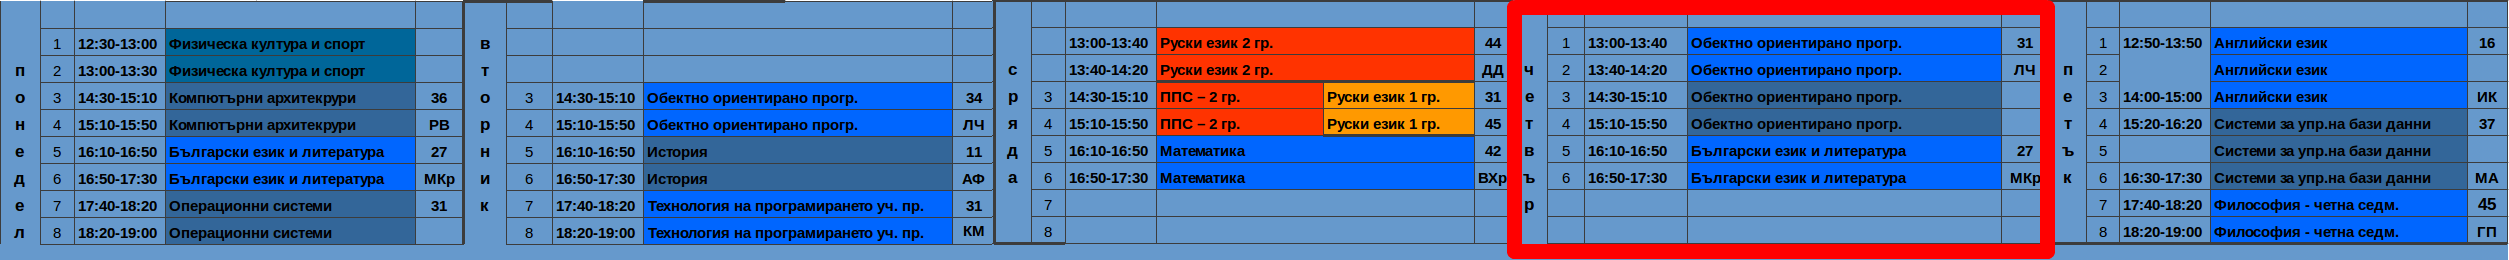 понедел
1 12:30-13:00 Физическа култура и спорт
2 13:00-13:30 Физическа култура и спорт
3 14:30-15:10 Компютърни архитекрури 36
4 15:10-15:50 Компютърни архитекрури РВ
5 16:10-16:50 Български език и литература 27
6 16:50-17:30 Български език и литература МКр
7 17:40-18:20 Операционни системи 31
8 18:20-19:00 Операционни системи
вторник
3 14:30-15:10 Обектно ориентирано прогр. 34
4 15:10-15:50 Обектно ориентирано прогр. ЛЧ
5 16:10-16:50 История 11
6 16:50-17:30 История АФ
7 17:40-18:20 Технология на програмирането уч. пр. 31
8 18:20-19:00 Технология на програмирането уч. пр. КМ
сряда
13:00-13:40 Руски език 2 гр. 44
13:40-14:20 Руски език 2 гр. ДД
3 14:30-15:10 ППС – 2 гр. Руски език 1 гр. 31
4 15:10-15:50 ППС – 2 гр. Руски език 1 гр. 45
5 16:10-16:50 Математика 42
6 16:50-17:30 Математика ВХр
7
8
четвър
1 13:00-13:40 Обектно ориентирано прогр. 31
2 13:40-14:20 Обектно ориентирано прогр. ЛЧ
3 14:30-15:10 Обектно ориентирано прогр.
4 15:10-15:50 Обектно ориентирано прогр.
5 16:10-16:50 Български език и литература 27
6 16:50-17:30 Български език и литература МКр
петък
1 12:50-13:50 Английски език 16
2 Английски език
3 14:00-15:00 Английски език ИК
4 15:20-16:20 Системи за упр.на бази данни 37
5 Системи за упр.на бази данни
6 16:30-17:30 Системи за упр.на бази данни МА
7 17:40-18:20 Философия - четна седм. 45
8 18:20-19:00 Философия - четна седм. ГП